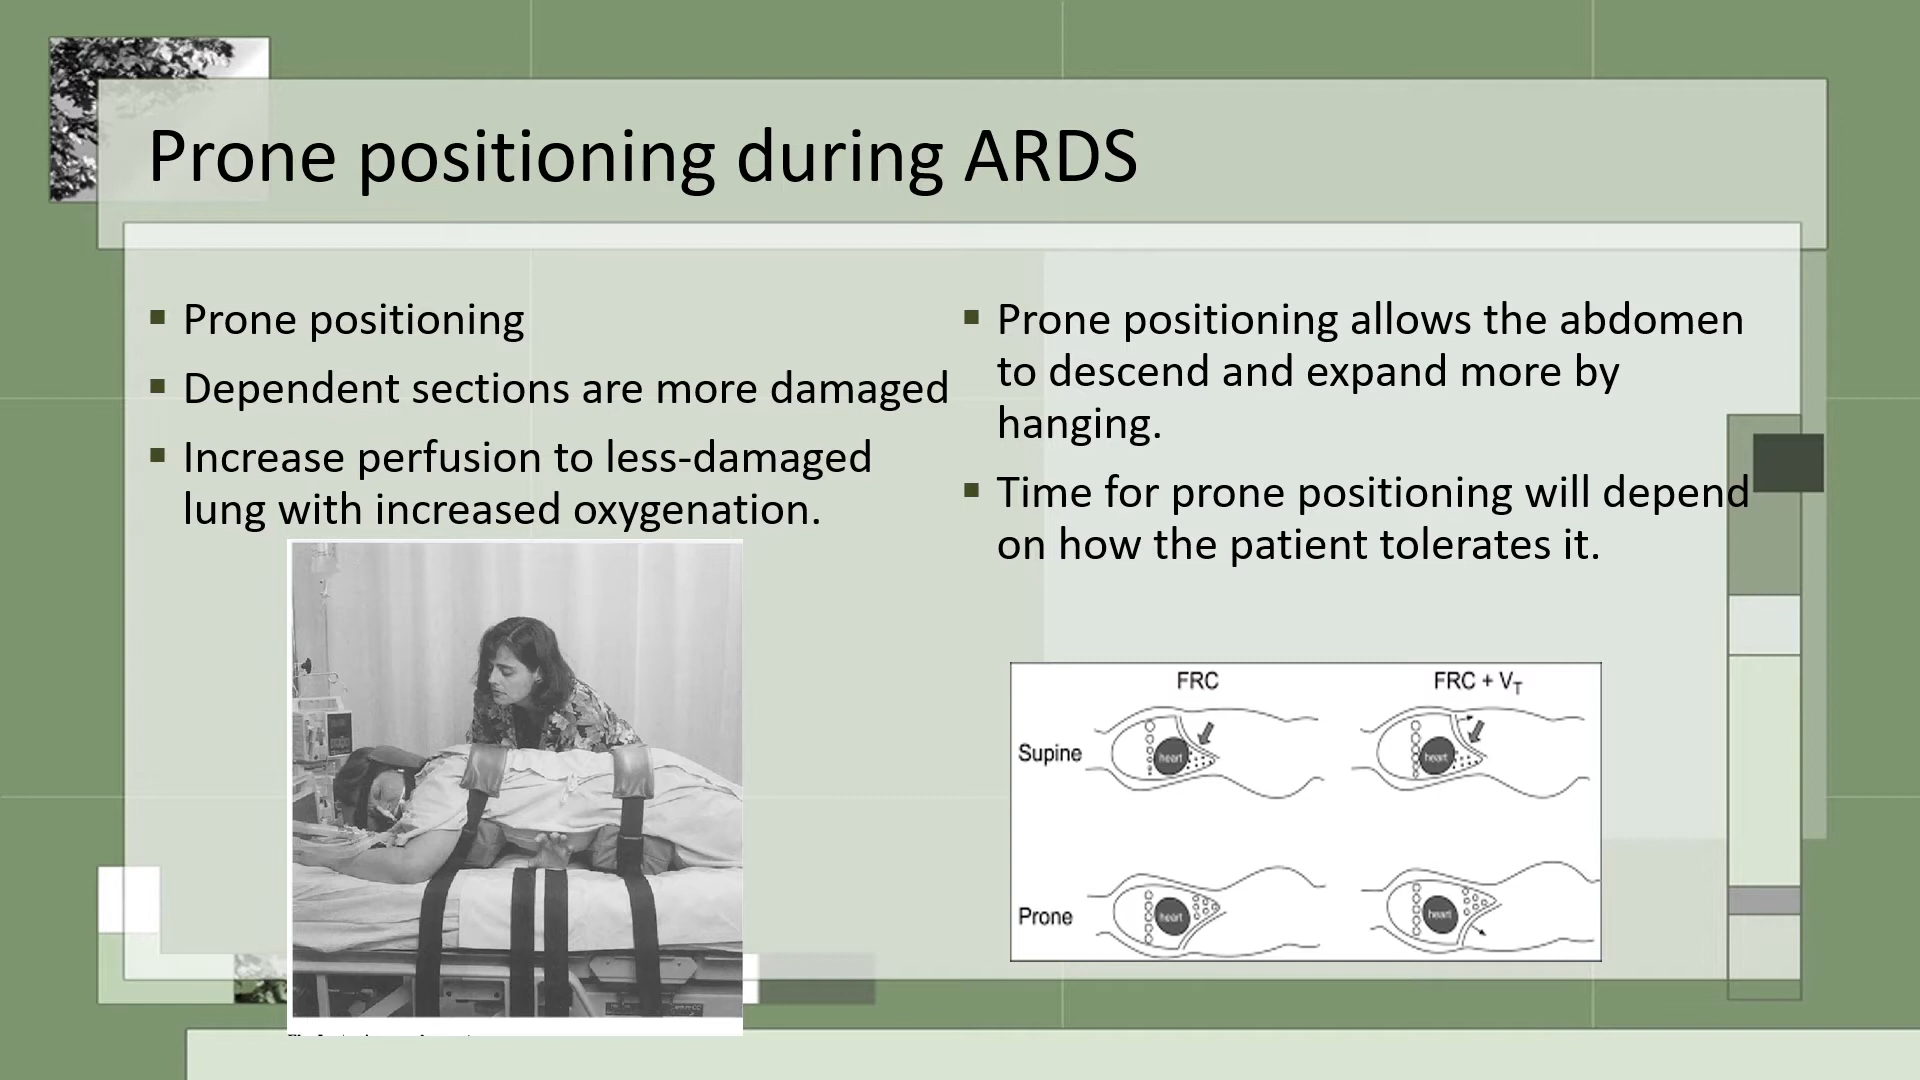 Prone positioning during ARDS
Prone positioning
Dependent sections are more damaged
Increase perfusion to less-damaged
lung with increased oxygenation.
Prone positioning allows the abdomen
to descend and expand more by
hanging.
Time for prone positioning will depend
on how the patient tolerates it.
FRC
FRC + VT
Supine
heart
heart
Prone
heart
heart